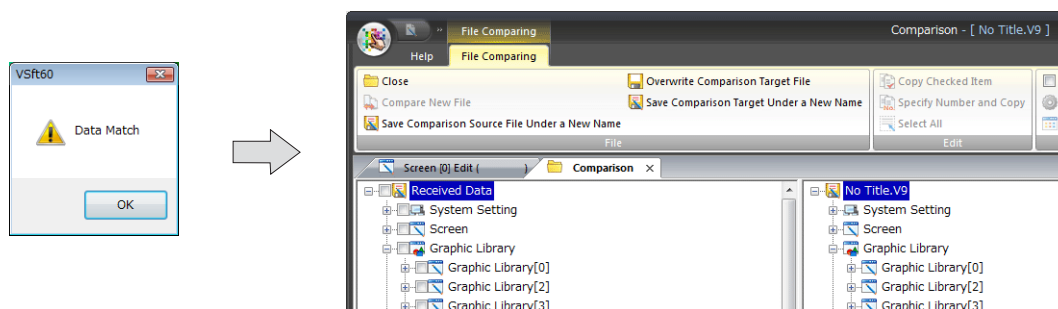 VSft60
Data Match
OK
File Comparing
Comparison - [ No Title.V9 ]
Help
File Comparing
Close
Overwrite Comparison Target File
Copy Checked Item
Compare New File
Save Comparison Target Under a New Name
Specify Number and Copy
Save Comparison Source File Under a New Name
Select All
File
Edit
Screen [0] Edit ( )
Comparison
Received Data
No Title.V9
System Setting
System Setting
Screen
Screen
Graphic Library
Graphic Library
Graphic Library[0]
Graphic Library[0]
Graphic Library[2]
Graphic Library[2]
Graphic Library[3]
Graphic Library[3]